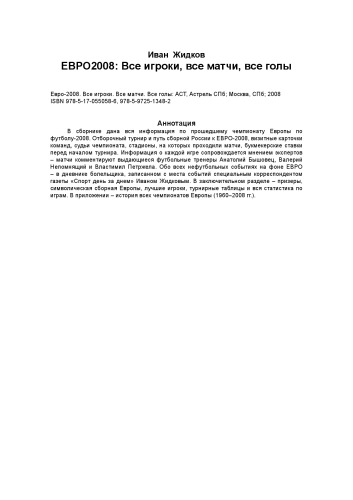 Иван Жидков
ЕВРО2008: Все игроки, все матчи, все голы
Евро-2008. Все игроки. Все матчи. Все голы: АСТ, Астрель СПб; Москва, СПб; 2008
ISBN 978-5-17-055058-6, 978-5-9725-1348-2
Аннотация
В сборнике дана вся информация по прошедшему чемпионату Европы по
футболу-2008. Отборочный турнир и путь сборной России к ЕВРО-2008, визитные карточки
команд, судьи чемпионата, стадионы, на которых проходили матчи, букмекерские ставки
перед началом турнира. Информация о каждой игре сопровождается мнением экспертов
– матчи комментируют выдающиеся футбольные тренеры Анатолий Бышовец, Валерий
Непомнящий и Властимил Петржела. Обо всех нефутбольных событиях на фоне ЕВРО
– в дневнике болельщика, записанном с места событий специальным корреспондентом
газеты «Спорт день за днем» Иваном Жидковым. В заключительном разделе – призеры,
символическая сборная Европы, лучшие игроки, турнирные таблицы и вся статистика по
играм. В приложении – история всех чемпионатов Европы (1960–2008 гг.).